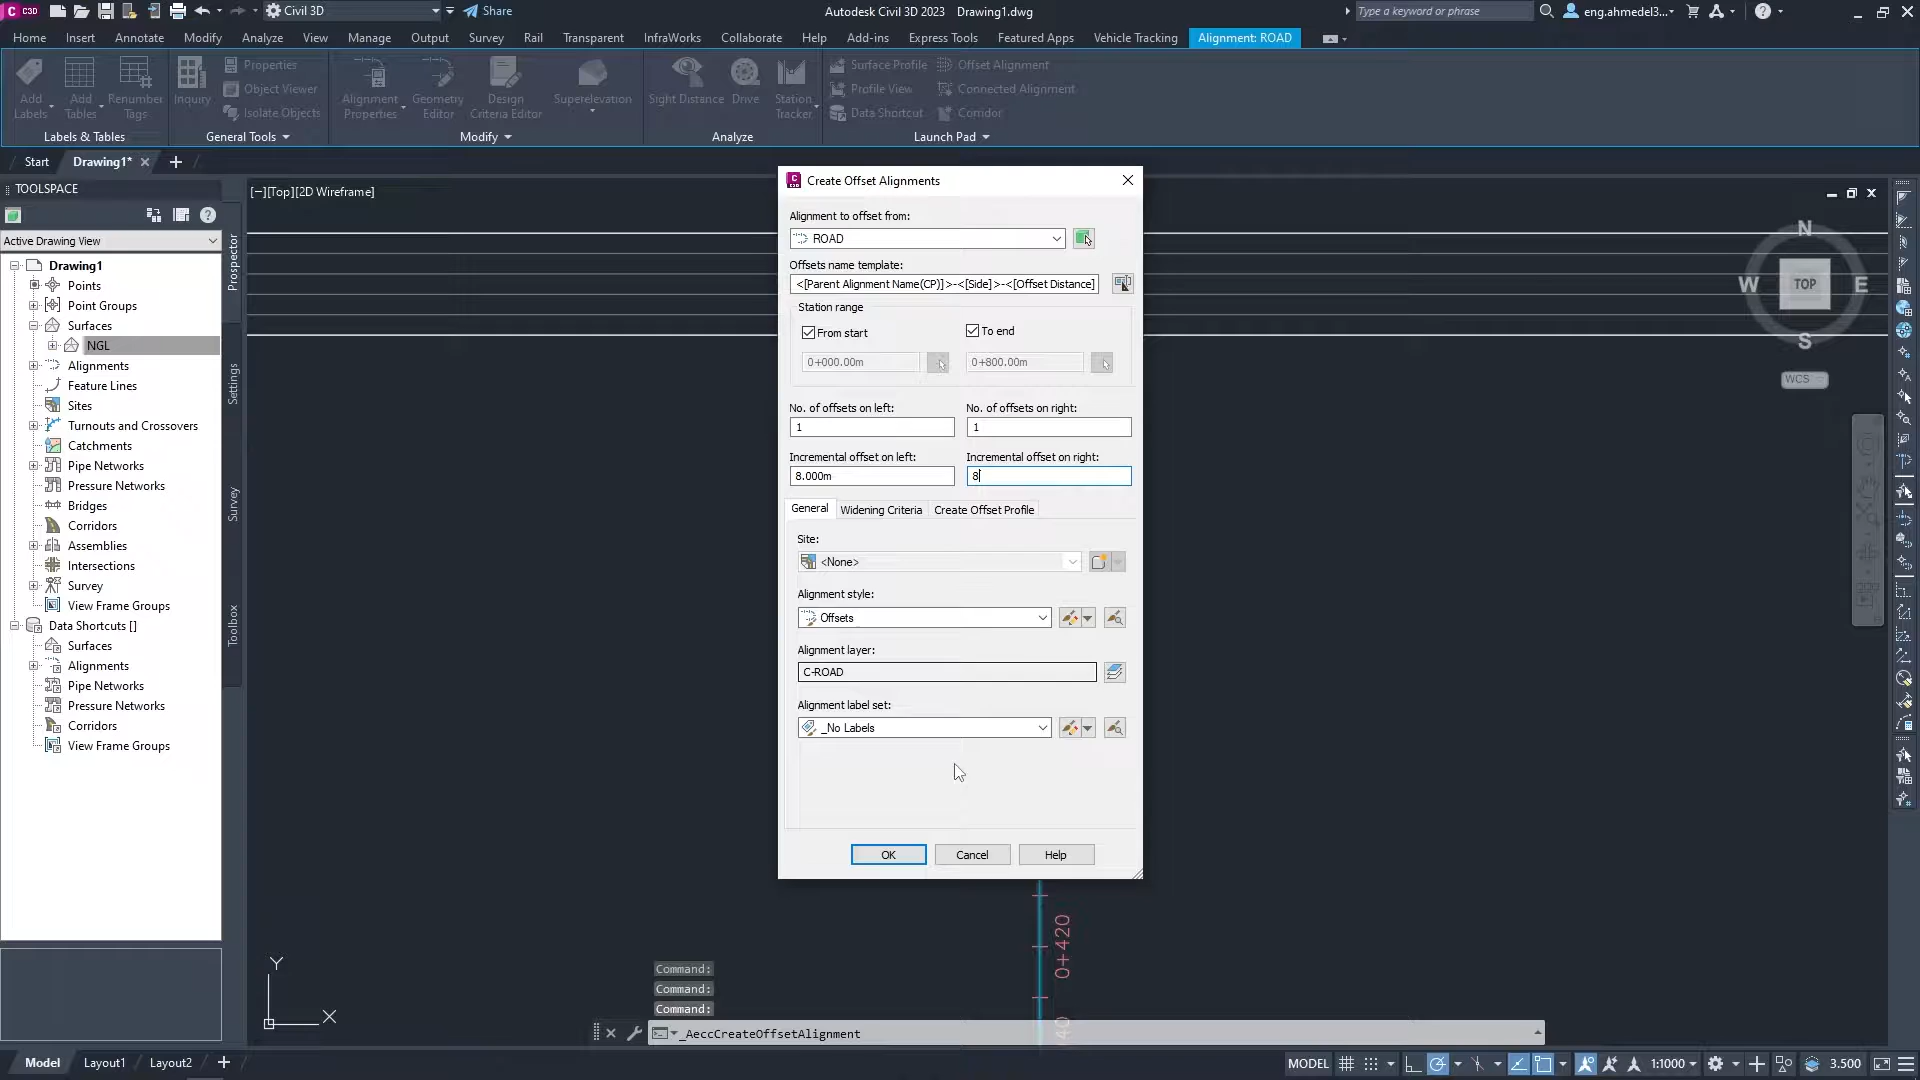 C3D
Civil 3D
Share
Autodesk Civil 3D 2023 Drawing1.dwg
Type a keyword or phrase
eng.ahmedel3...
Home Insert Annotate Modify Analyze View Manage Output Survey Rail Transparent InfraWorks Collaborate Help Add-ins Express Tools Featured Apps Vehicle Tracking Alignment: ROAD
Add Labels
Add Tables
Renumber Tags
Inquiry
Properties
Object Viewer
Isolate Objects
Alignment Properties
Geometry Editor
Design Criteria Editor
Superelevation
Sight Distance
Drive
Station Tracker
Surface Profile
Profile View
Data Shortcut
Offset Alignment
Connected Alignment
Corridor
Labels & Tables
General Tools
Modify
Analyze
Launch Pad
Start
Drawing1*
TOOLSPACE
Active Drawing View
Drawing1
Points
Point Groups
Surfaces
NGL
Alignments
Feature Lines
Sites
Turnouts and Crossovers
Catchments
Pipe Networks
Pressure Networks
Bridges
Corridors
Assemblies
Intersections
Survey
View Frame Groups
Data Shortcuts []
Surfaces
Alignments
Pipe Networks
Pressure Networks
Corridors
View Frame Groups
Prospector
Settings
Survey
Toolbox
[−][Top][2D Wireframe]
Create Offset Alignments
Alignment to offset from:
ROAD
Offsets name template:
<[Parent Alignment Name(CP)]>-<[Side]>-<[Offset Distance]
Station range
From start
To end
0+000.00m
0+800.00m
No. of offsets on left:
No. of offsets on right:
1
1
Incremental offset on left:
Incremental offset on right:
8.000m
8
General
Widening Criteria
Create Offset Profile
Site:
<None>
Alignment style:
Offsets
Alignment layer:
C-ROAD
Alignment label set:
_No Labels
OK
Cancel
Help
N
W
TOP
E
S
WCS
0+420
Y
X
Command:
Command:
Command:
_AeccCreateOffsetAlignment
Model
Layout1
Layout2
MODEL
1:1000
3.500